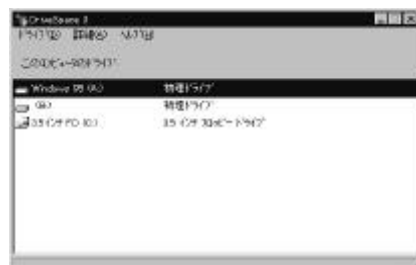 DriveSpace 3
ドライブ(D) 詳細(A) ヘルプ(H)
このコンピュータのドライブ
Windows 95 (A:) 物理ドライブ
(B:) 物理ドライブ
3.5 インチ FD (C:) 3.5 インチ フロッピー ドライブ